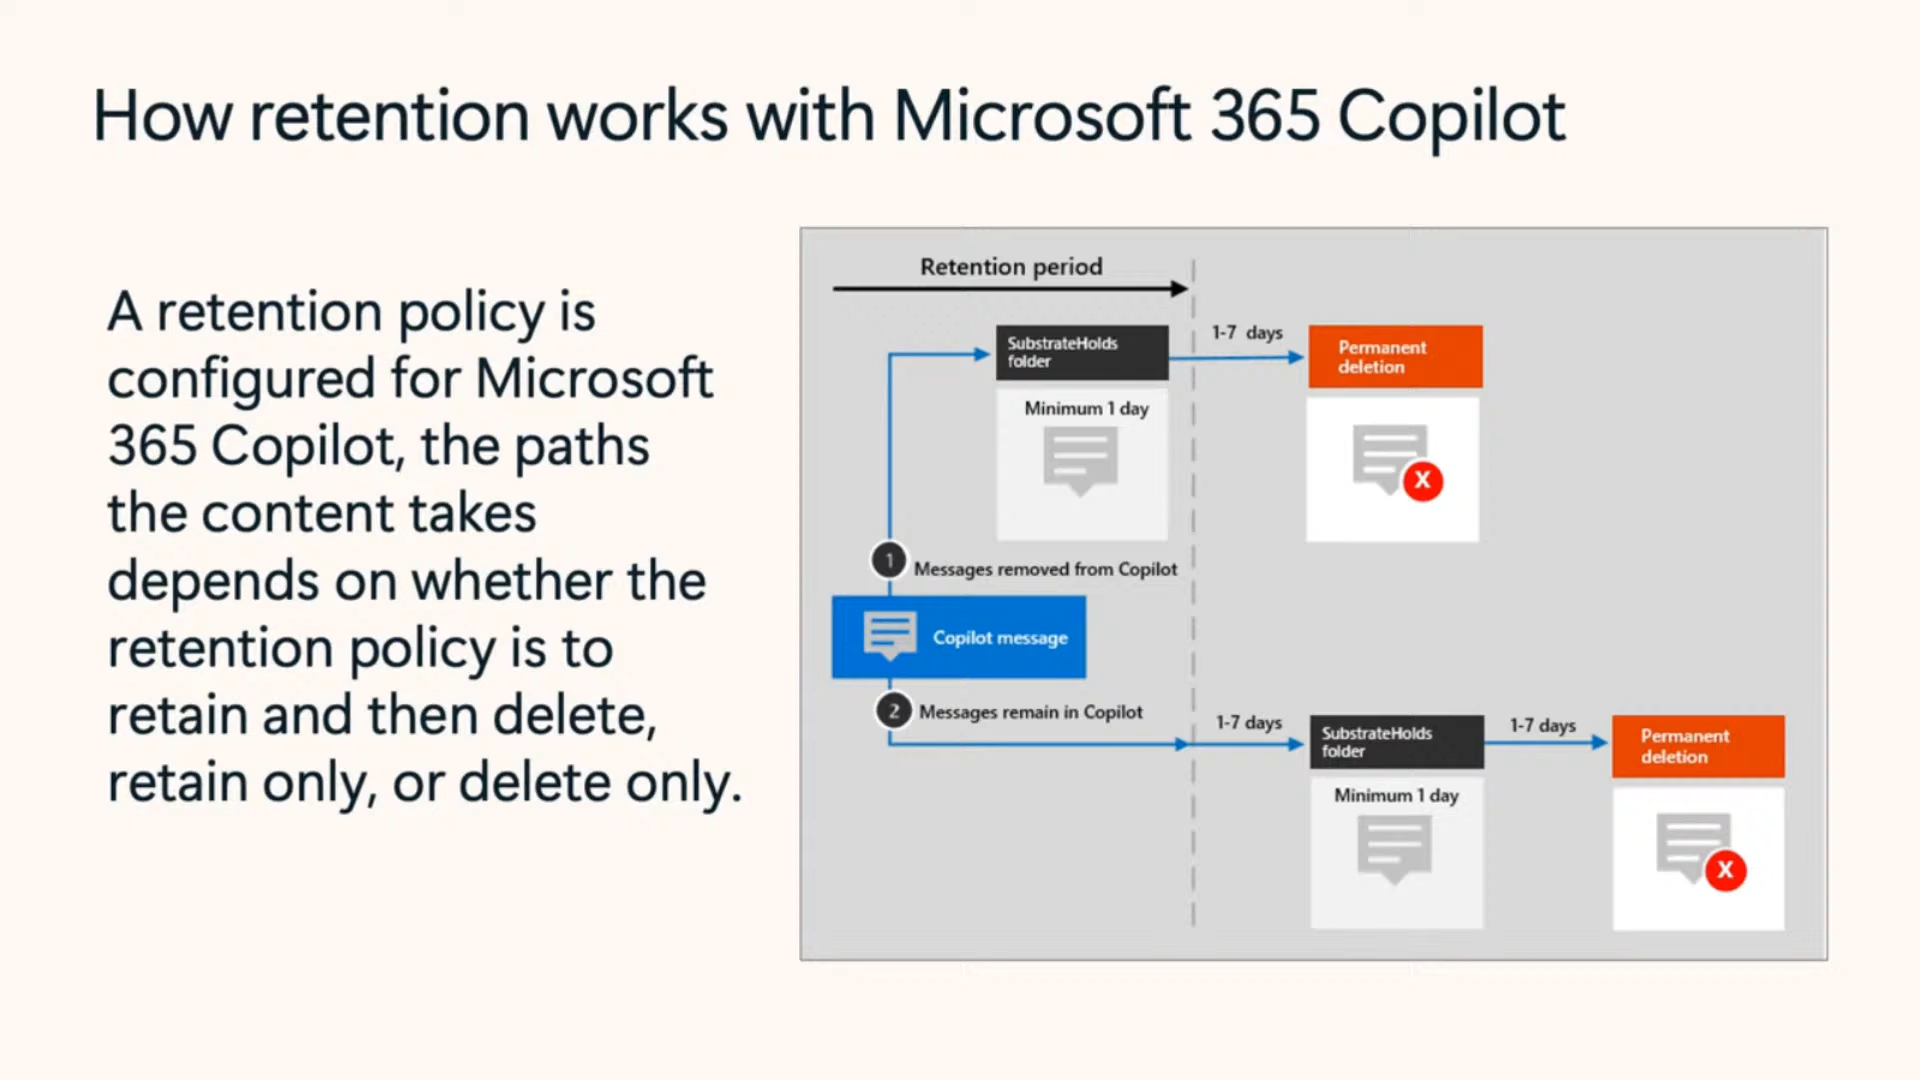 How retention works with Microsoft 365 Copilot
A retention policy is
configured for Microsoft
365 Copilot, the paths
the content takes
depends on whether the
retention policy is to
retain and then delete,
retain only, or delete only.
Retention period
SubstrateHolds
folder
1-7 days
Permanent
deletion
Minimum 1 day
X
1
Messages removed from Copilot
Copilot message
2
Messages remain in Copilot
1-7 days
SubstrateHolds
folder
1-7 days
Permanent
deletion
Minimum 1 day
X